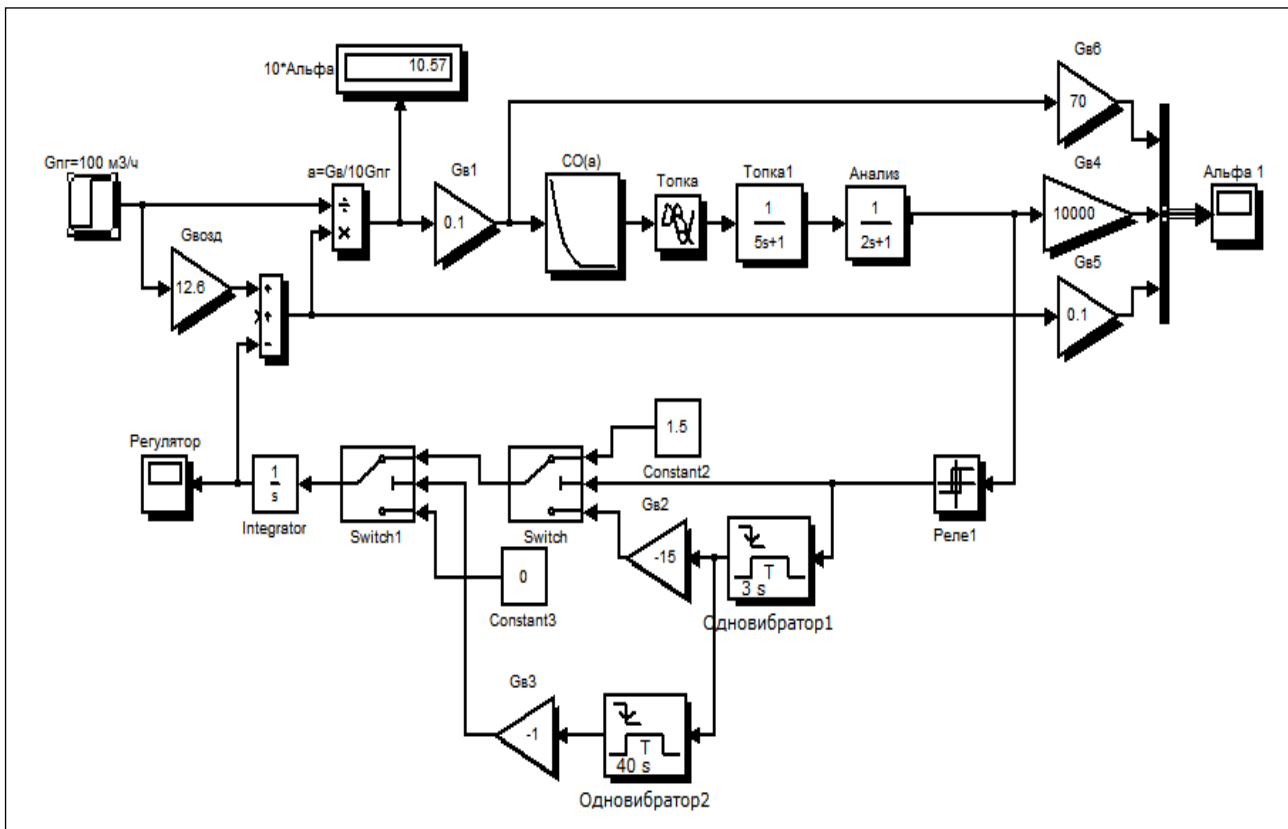 10*Альфа
10.57
Gв6
70
Gпг=100 м3/ч
a=Gв/10Gпг
÷
×
Gв1
0.1
CO(a)
Топка
Топка1
1
5s+1
Анализ
1
2s+1
Gв4
10000
Альфа 1
Gвозд
12.6
+
+
-
Gв5
0.1
Регулятор
1
s
Integrator
Switch1
Switch
1.5
Constant2
Gв2
-15
T
3 s
Одновибратор1
Реле1
0
Constant3
Gв3
-1
T
40 s
Одновибратор2